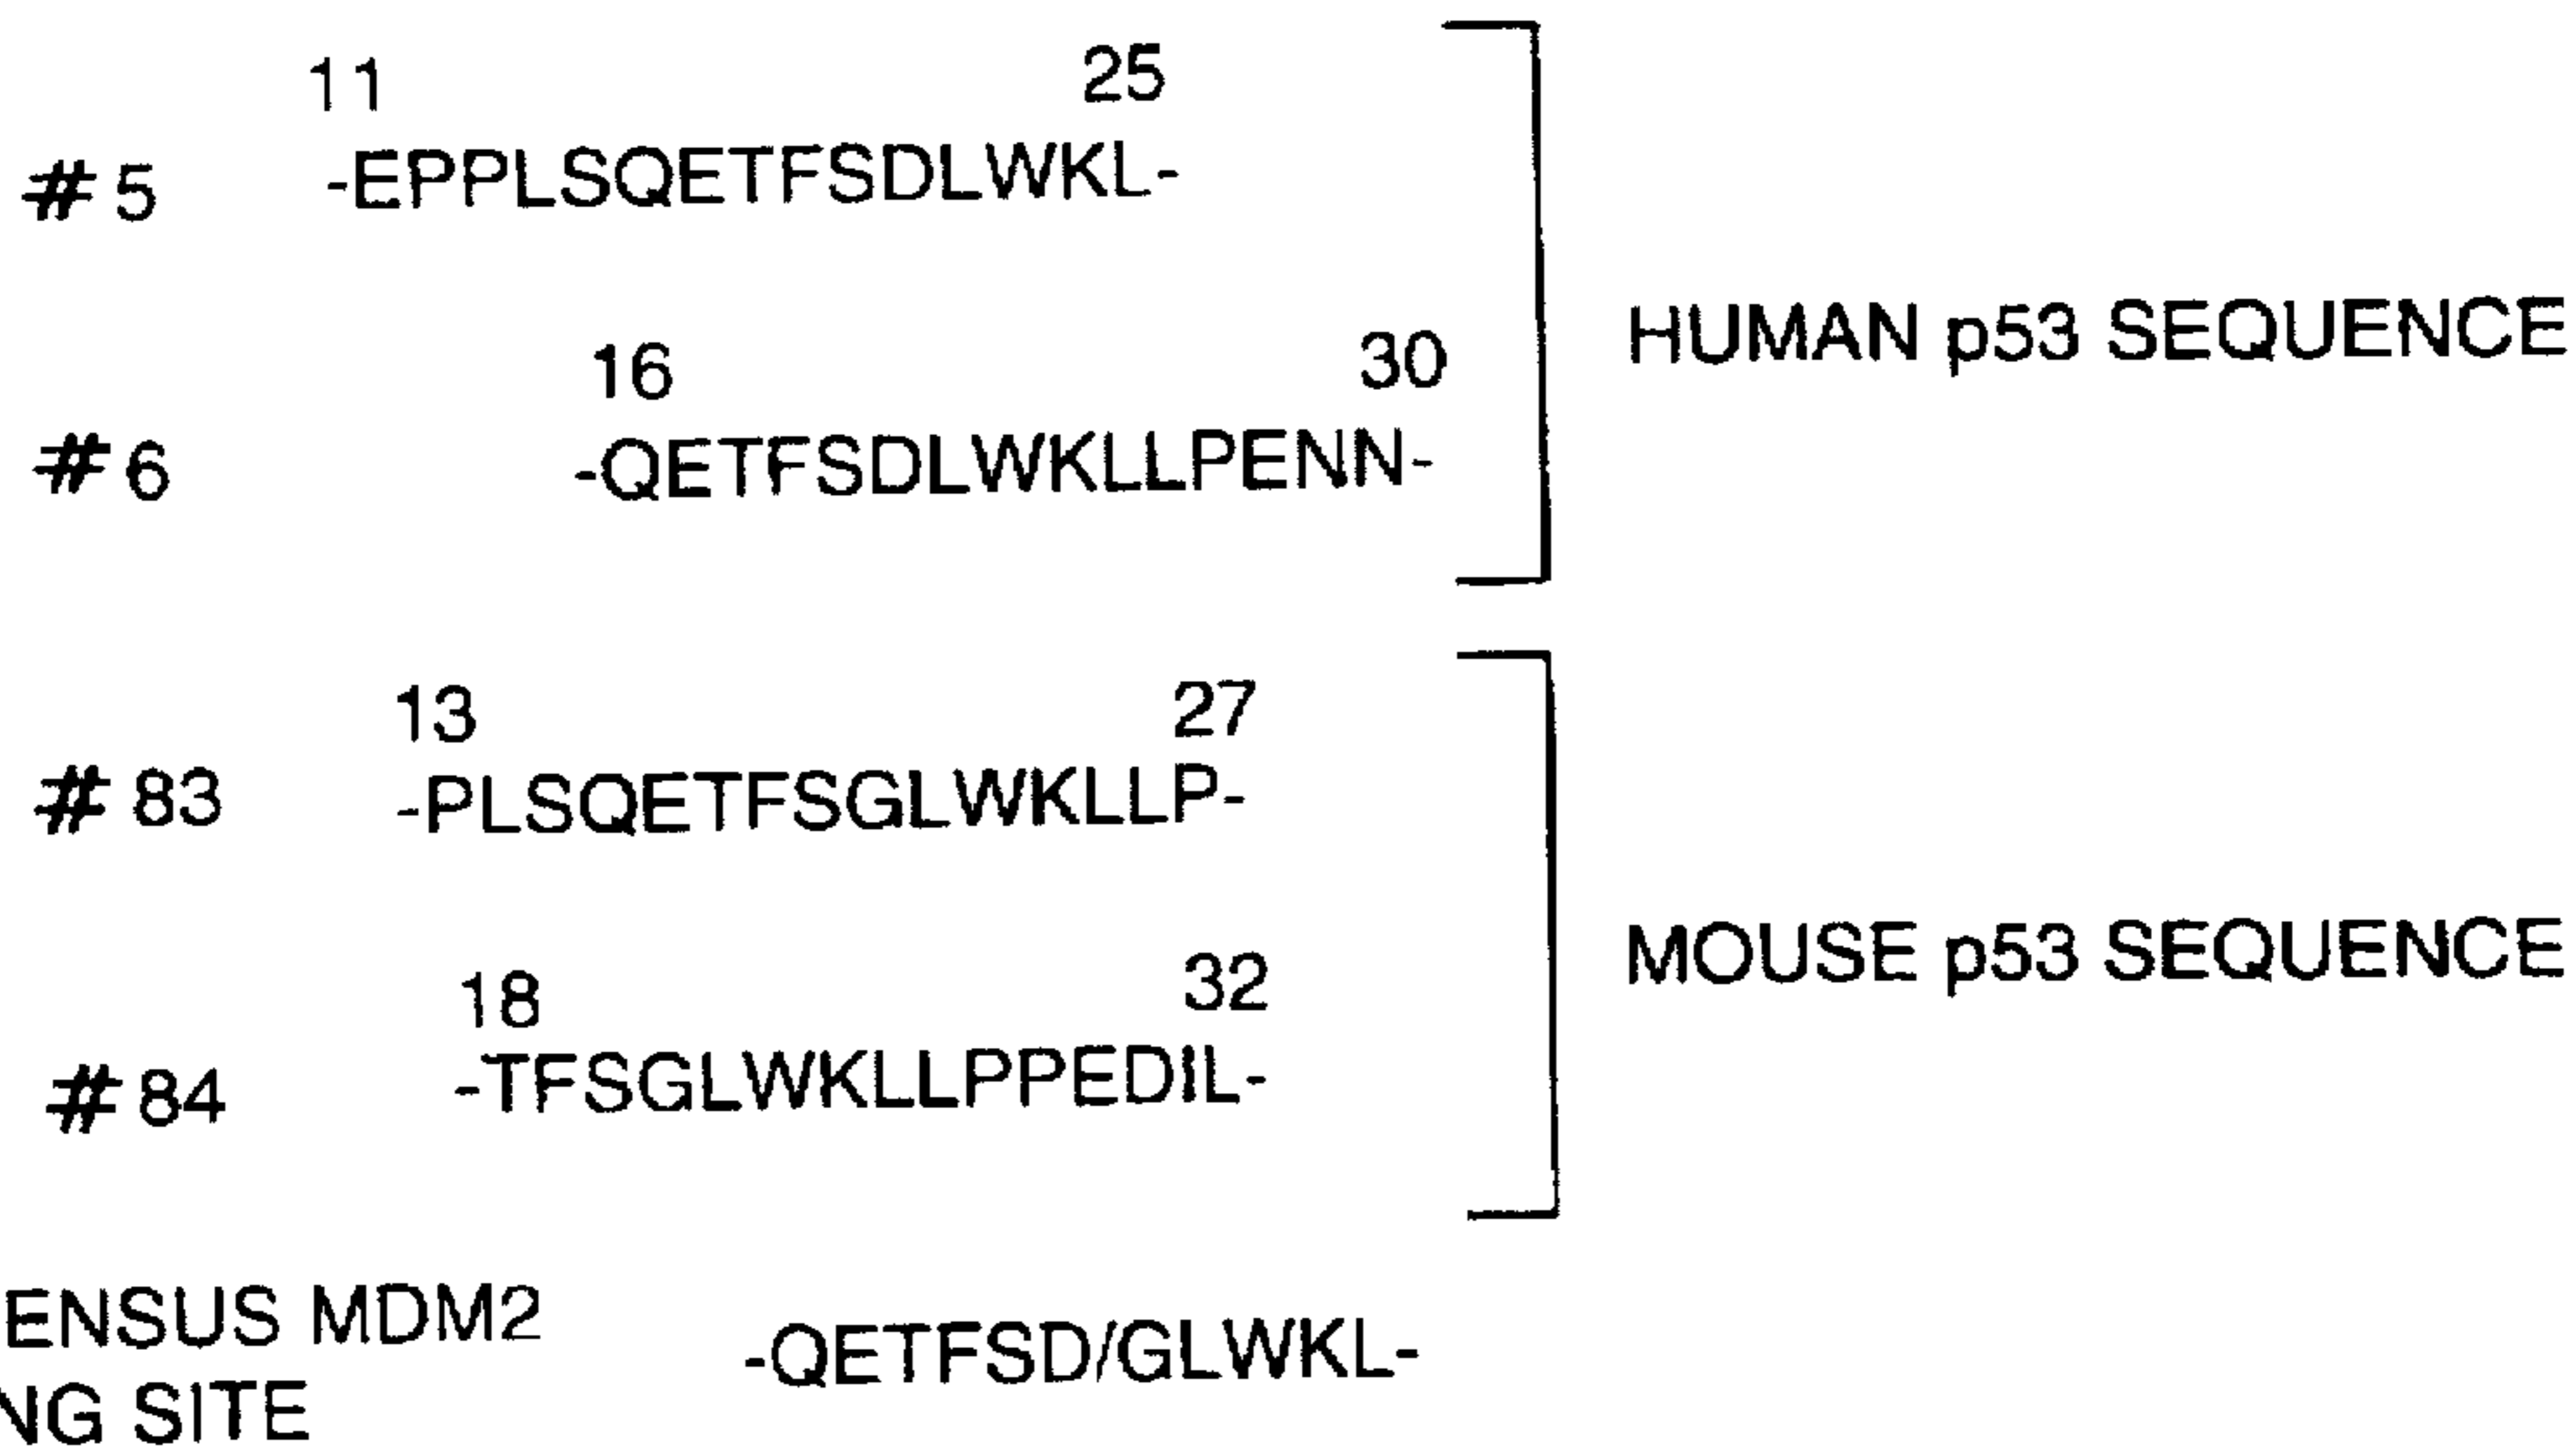 11 25
# 5 -EPPLSQETFSDLWKL-
HUMAN p53 SEQUENCE
16 30
# 6 -QETFSDLWKLLPENN-
13 27
# 83 -PLSQETFSGLWKLLP-
MOUSE p53 SEQUENCE
18 32
# 84 -TFSGLWKLLPPEDIL-
ENSUS MDM2 -QETFSD/GLWKL-
NG SITE